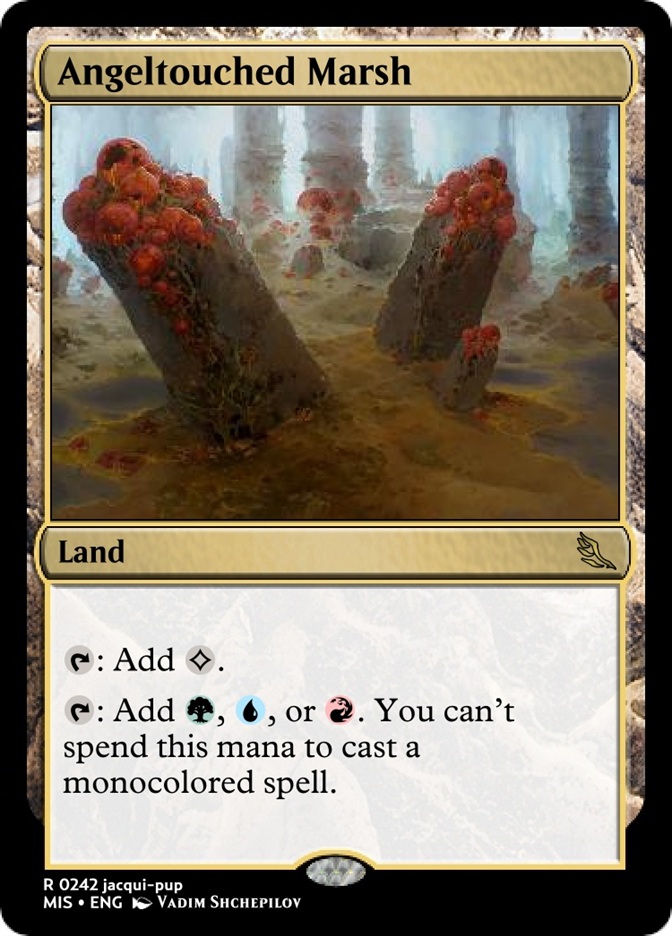 Angeltouched Marsh
Land
: Add .
: Add , , or . You can't
spend this mana to cast a
monocolored spell.
R 0242 jacqui-pup
MIS • ENG Vadim Shchepilov